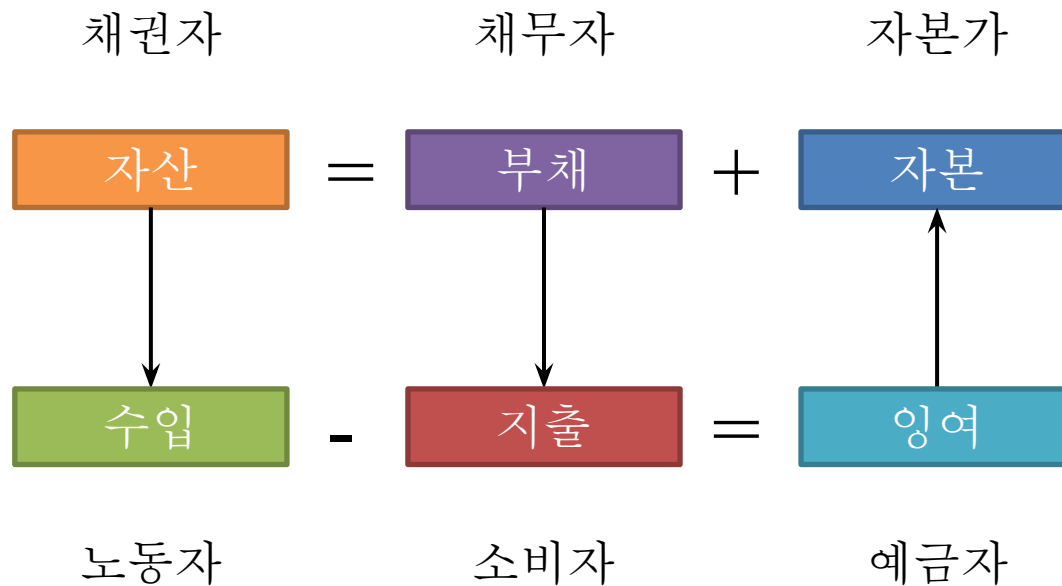 채권자 채무자 자본가
자산 = 부채 + 자본
수입 - 지출 = 잉여
노동자 소비자 예금자